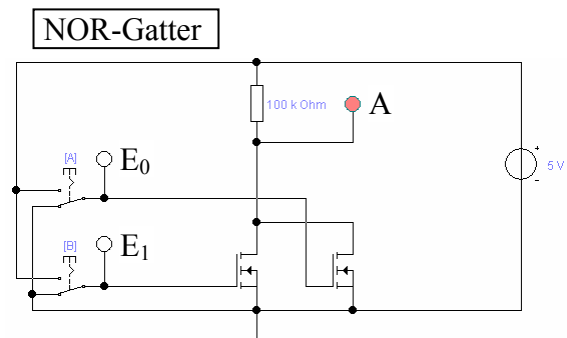 NOR-Gatter
100 k Ohm
A
[A]
E₀
+
5 V
-
[B]
E₁